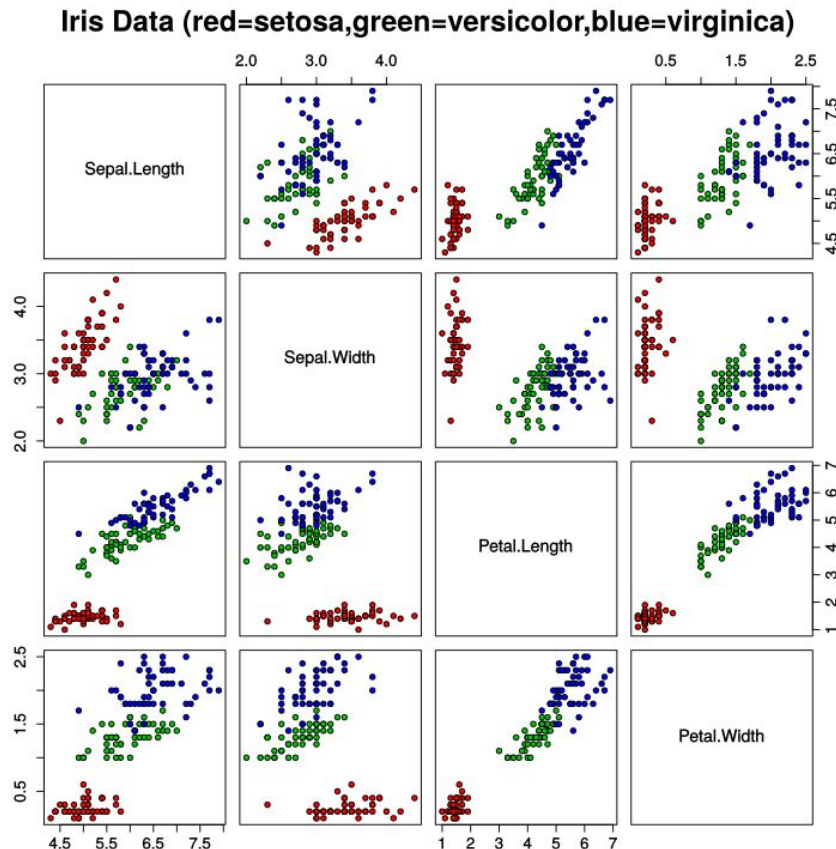 Iris Data (red=setosa,green=versicolor,blue=virginica)
2.0 3.0 4.0
0.5 1.5 2.5
Sepal.Length
4.5 5.5 6.5 7.5
2.0 3.0 4.0
Sepal.Width
Petal.Length
1 2 3 4 5 6 7
0.5 1.5 2.5
Petal.Width
4.5 5.5 6.5 7.5
1 2 3 4 5 6 7